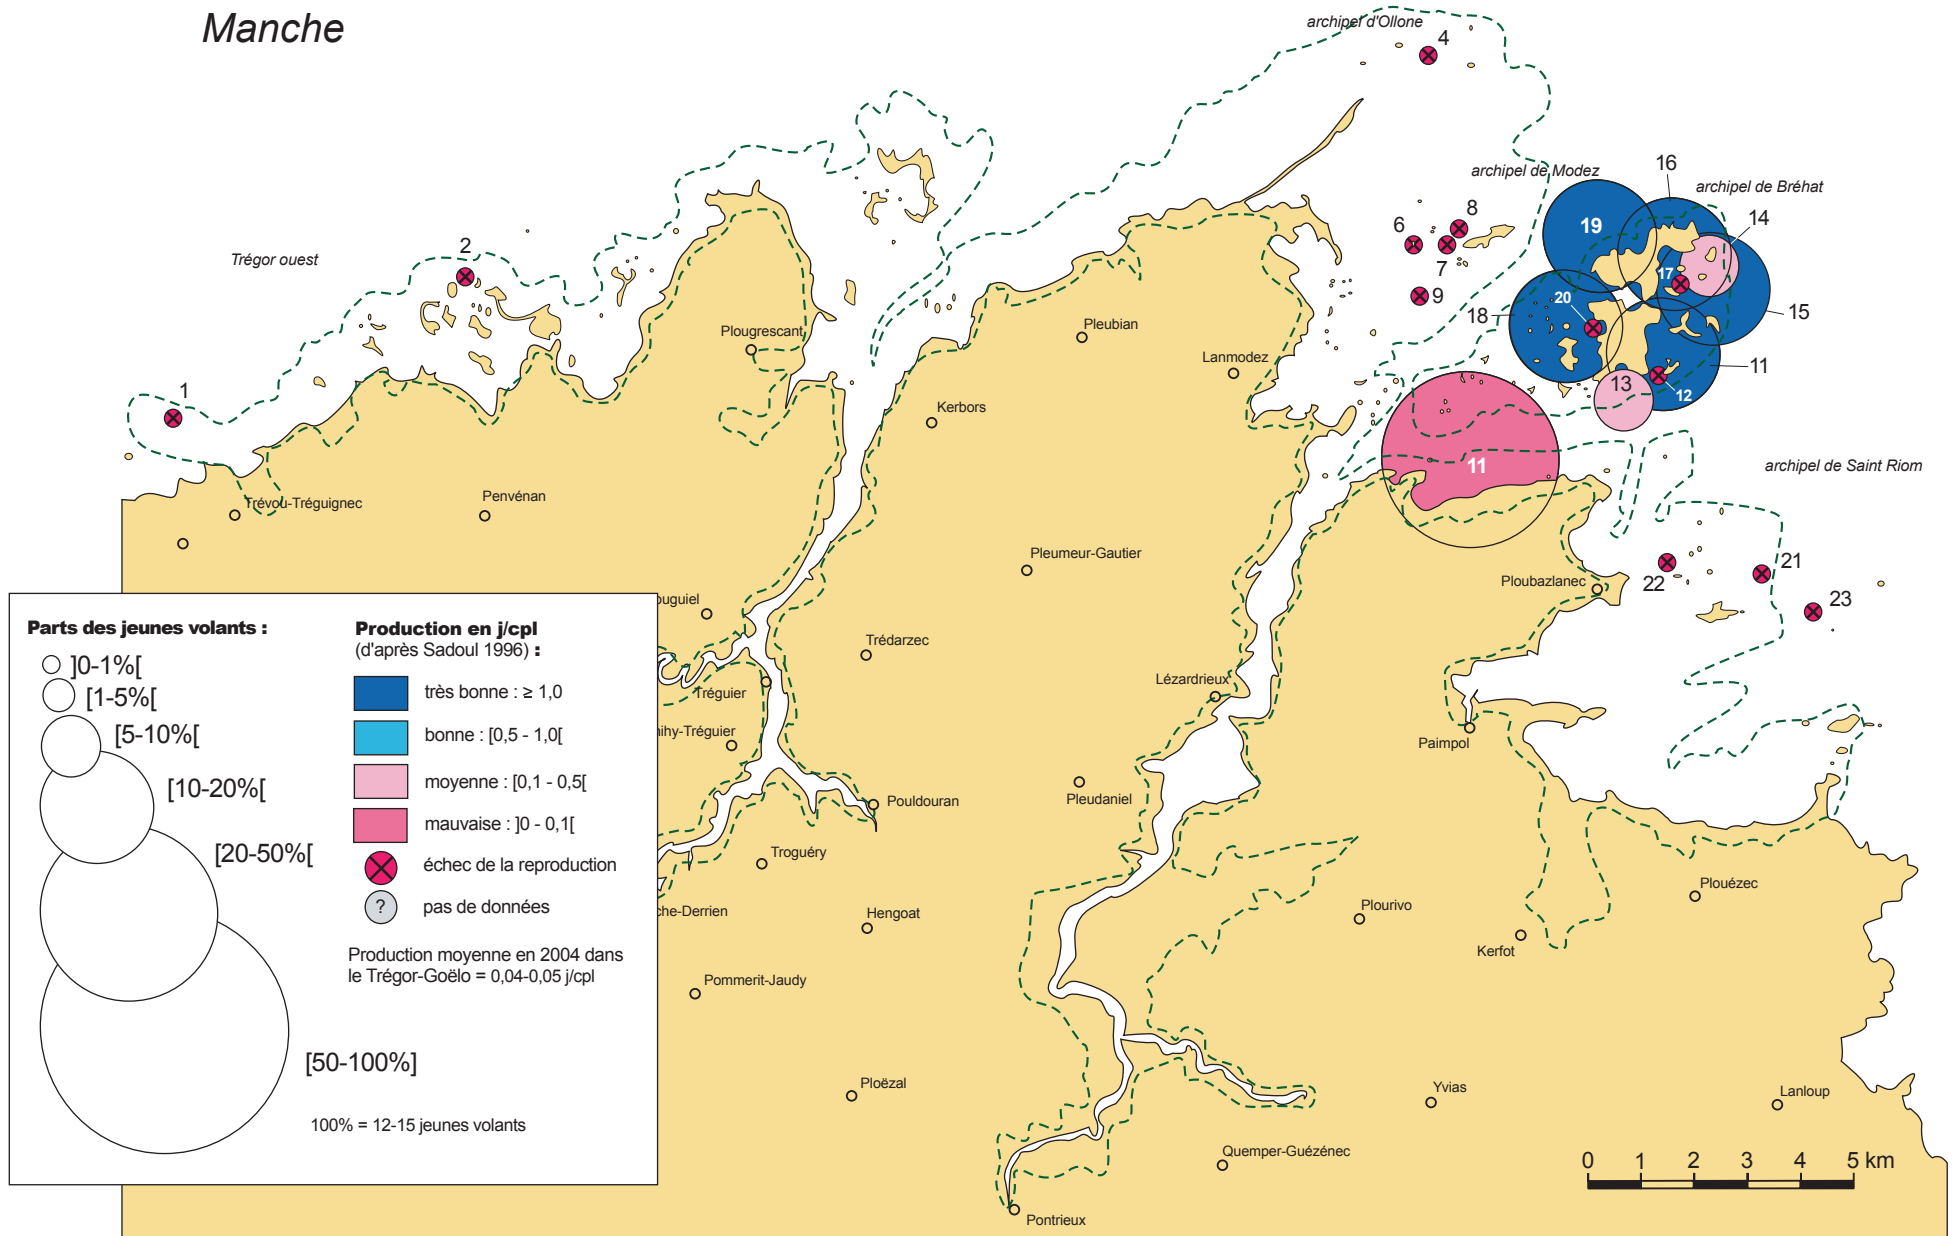 Manche
archipel d'Ollone
4
archipel de Modez
16
archipel de Bréhat
14
Trégor ouest
2
6
8
7
9
19
17
20
18
15
11
13
12
1
11
Plougrescant
Pleubian
Lanmodez
Kerbors
archipel de Saint Riom
Trévou-Tréguignec
Penvénan
Pleumeur-Gautier
Ploubazlanec
22
21
23
ouguiel
Trédarzec
Tréguier
Lézardrieux
nihy-Tréguier
Paimpol
Pouldouran
Pleudaniel
Troguéry
che-Derrien
Hengoat
Plourivo
Plouézec
Kerfot
Pommerit-Jaudy
Ploëzal
Yvias
Lanloup
Quemper-Guézénec
Pontrieux
Parts des jeunes volants :
]0-1%[
[1-5%[
[5-10%[
[10-20%[
[20-50%[
[50-100%]
100% = 12-15 jeunes volants
Production en j/cpl
(d'après Sadoul 1996) :
très bonne : ≥ 1,0
bonne : [0,5 - 1,0[
moyenne : [0,1 - 0,5[
mauvaise : ]0 - 0,1[
échec de la reproduction
?
pas de données
Production moyenne en 2004 dans
le Trégor-Goëlo = 0,04-0,05 j/cpl
0 1 2 3 4 5 km